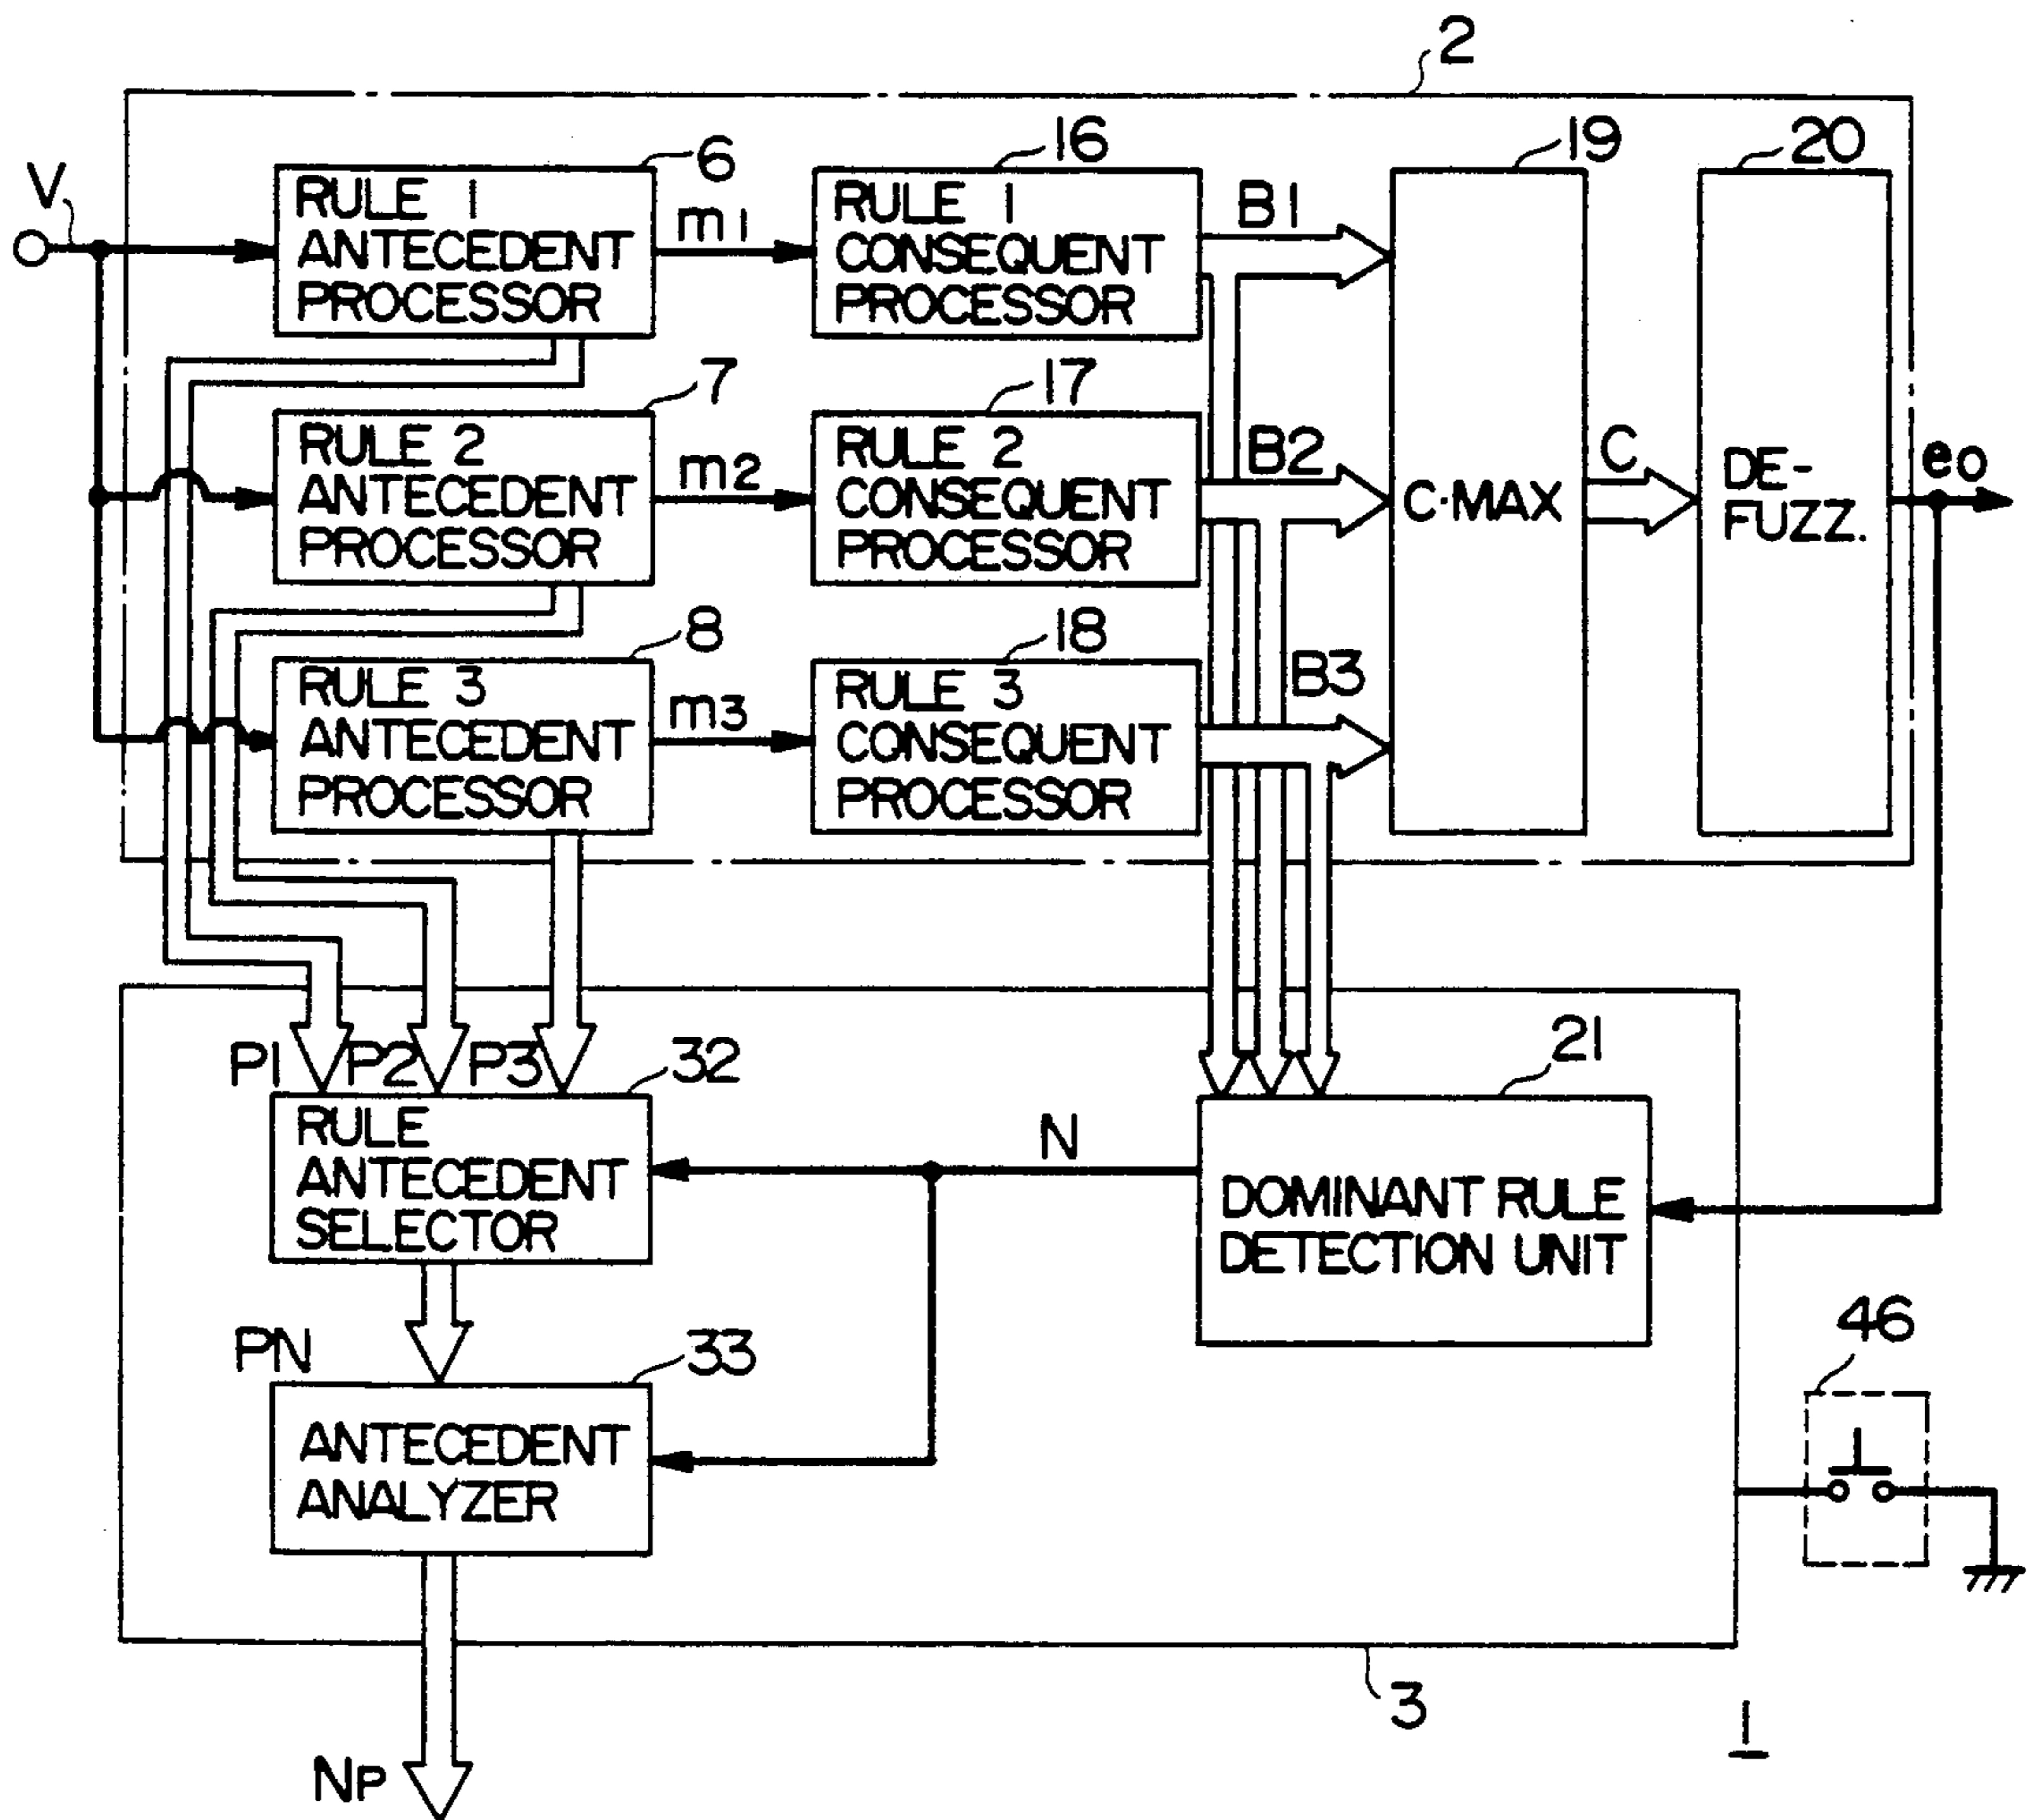 2
V
6
16
19
20
RULE 1
ANTECEDENT
PROCESSOR
m1
RULE 1
CONSEQUENT
PROCESSOR
B1
7
17
RULE 2
ANTECEDENT
PROCESSOR
m2
RULE 2
CONSEQUENT
PROCESSOR
B2
C·MAX
C
DE-
FUZZ.
eo
8
18
RULE 3
ANTECEDENT
PROCESSOR
m3
RULE 3
CONSEQUENT
PROCESSOR
B3
P1
P2
P3
32
21
RULE
ANTECEDENT
SELECTOR
N
DOMINANT RULE
DETECTION UNIT
PN
33
46
ANTECEDENT
ANALYZER
3
1
NP